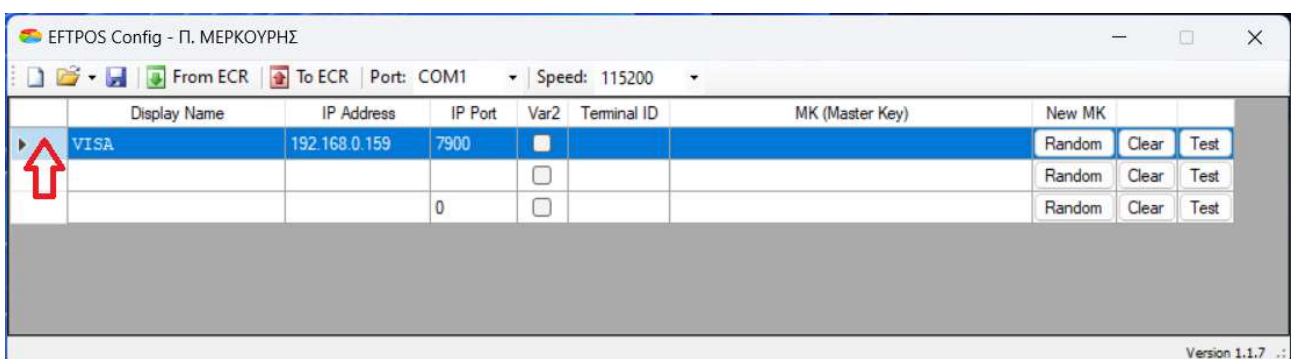 EFTPOS Config - Π. ΜΕΡΚΟΥΡΗΣ
From ECR To ECR Port: COM1 Speed: 115200
Display Name IP Address IP Port Var2 Terminal ID MK (Master Key) New MK
VISA 192.168.0.159 7900 Random Clear Test
Random Clear Test
0 Random Clear Test
Version 1.1.7